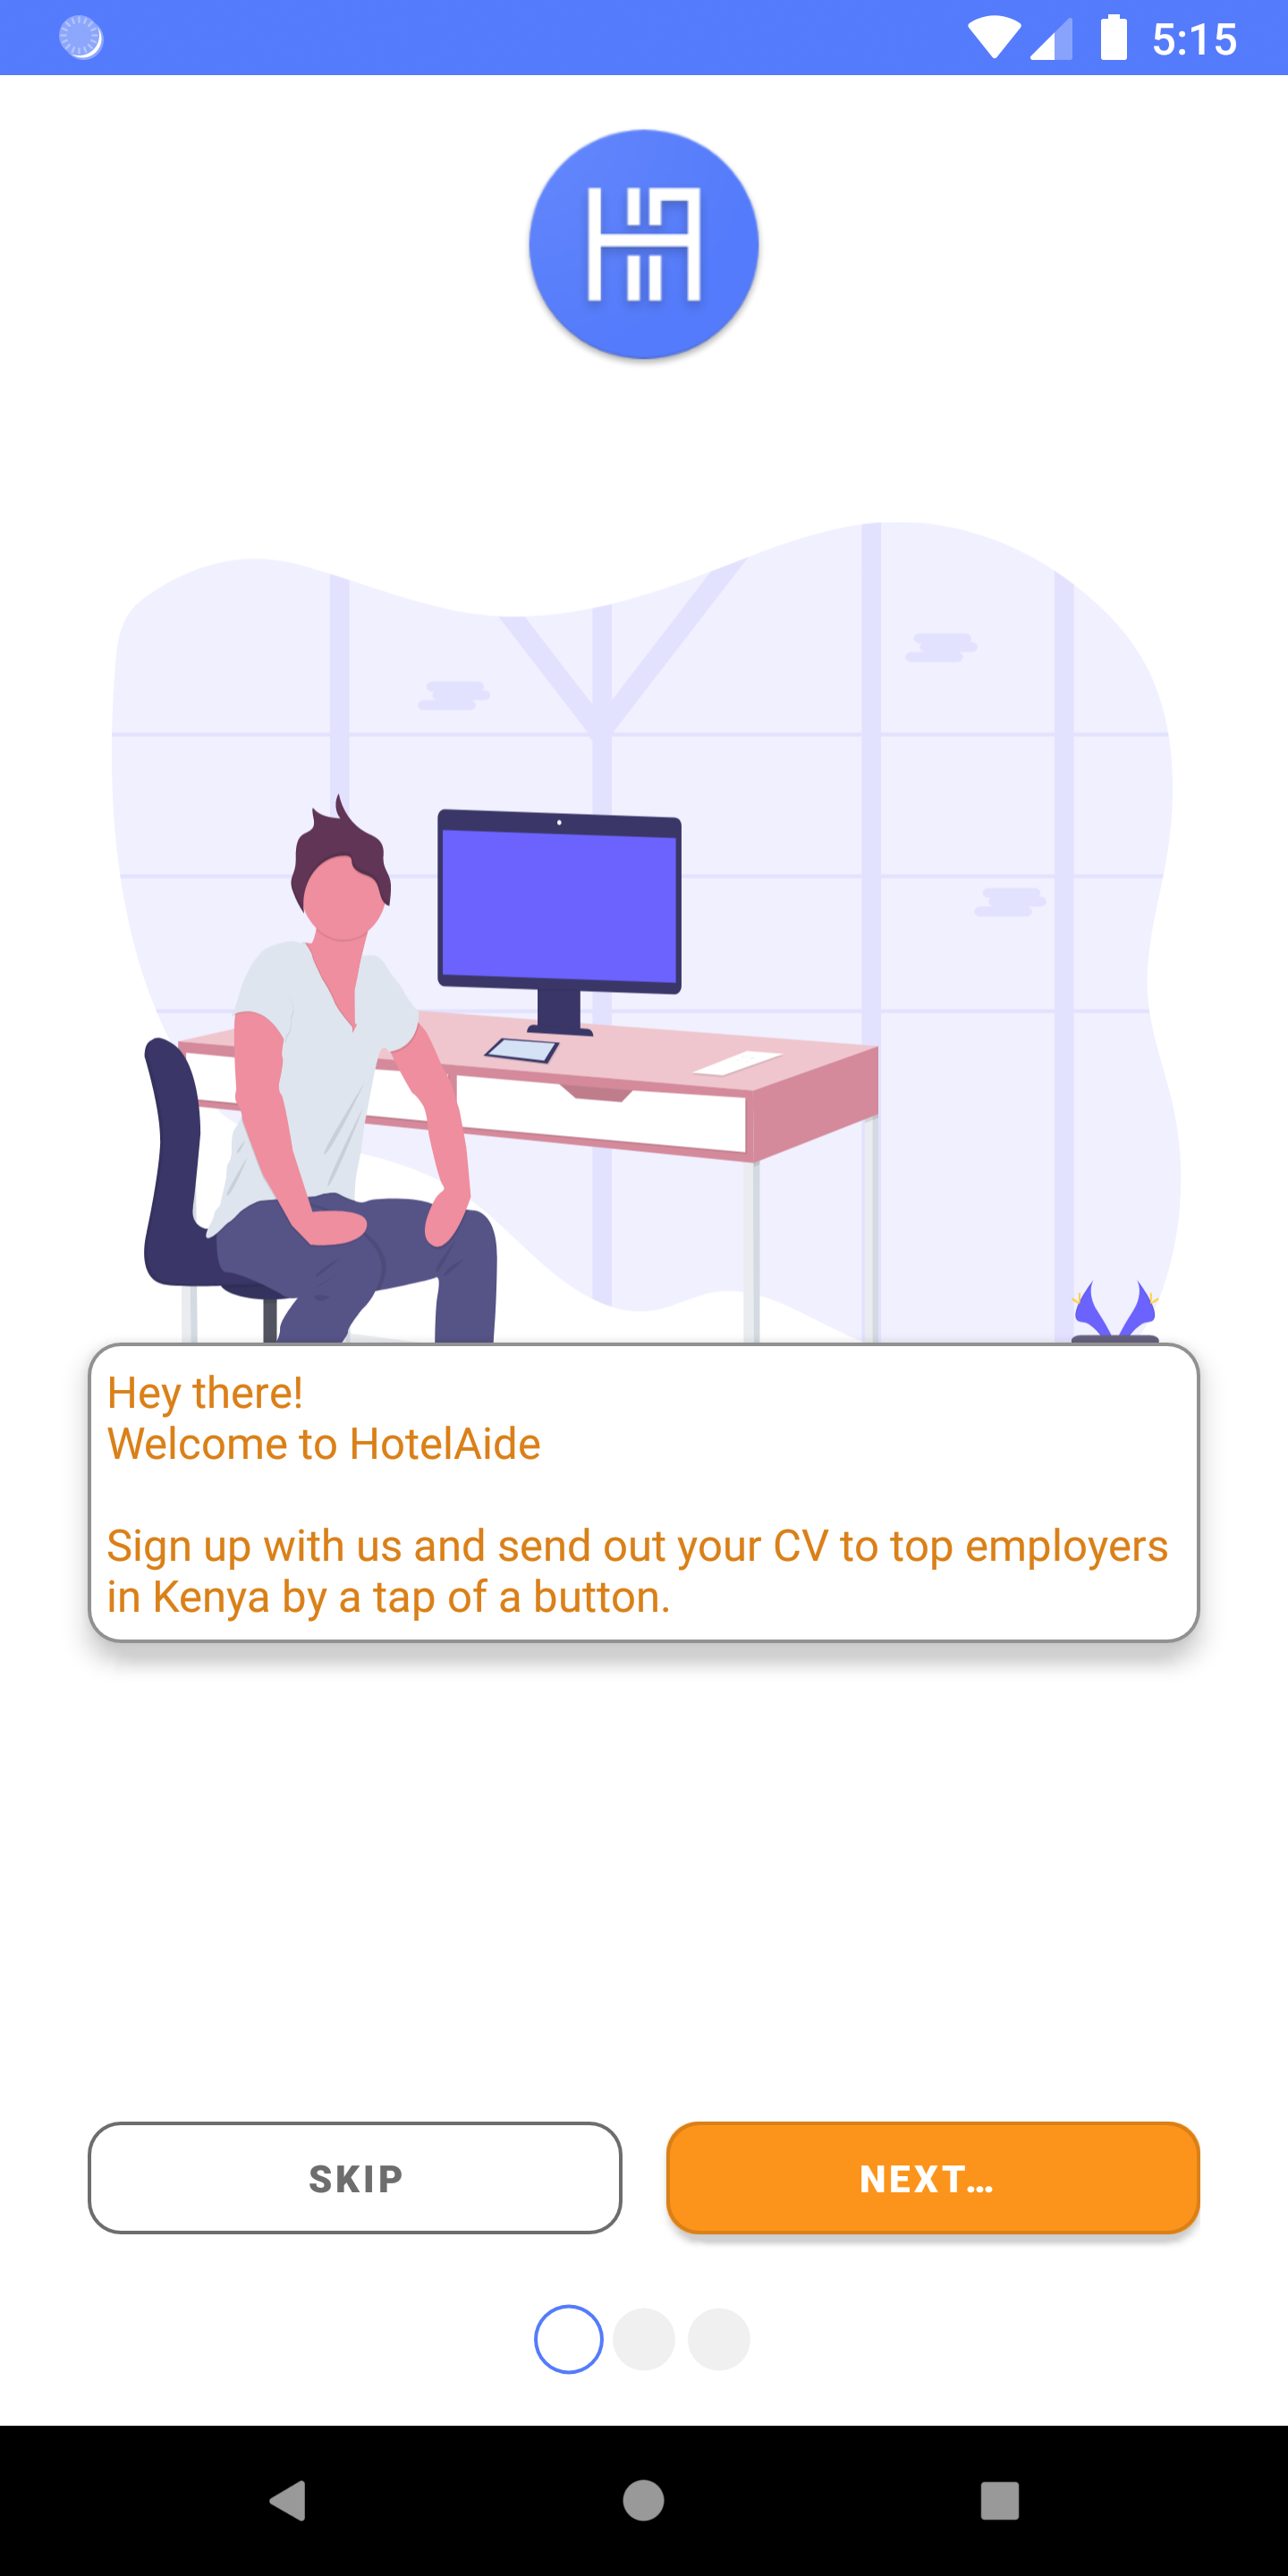 5:15
HA
Hey there!
Welcome to HotelAide
Sign up with us and send out your CV to top employers
in Kenya by a tap of a button.
SKIP
NEXT...